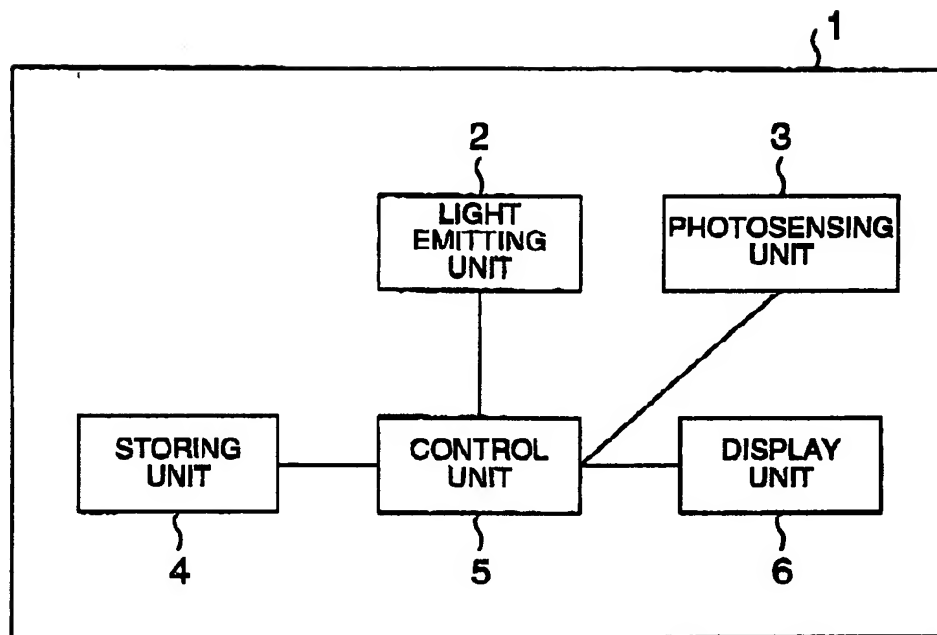 1
2
3
LIGHT
EMITTING
UNIT
PHOTOSENSING
UNIT
STORING
UNIT
CONTROL
UNIT
DISPLAY
UNIT
4
5
6